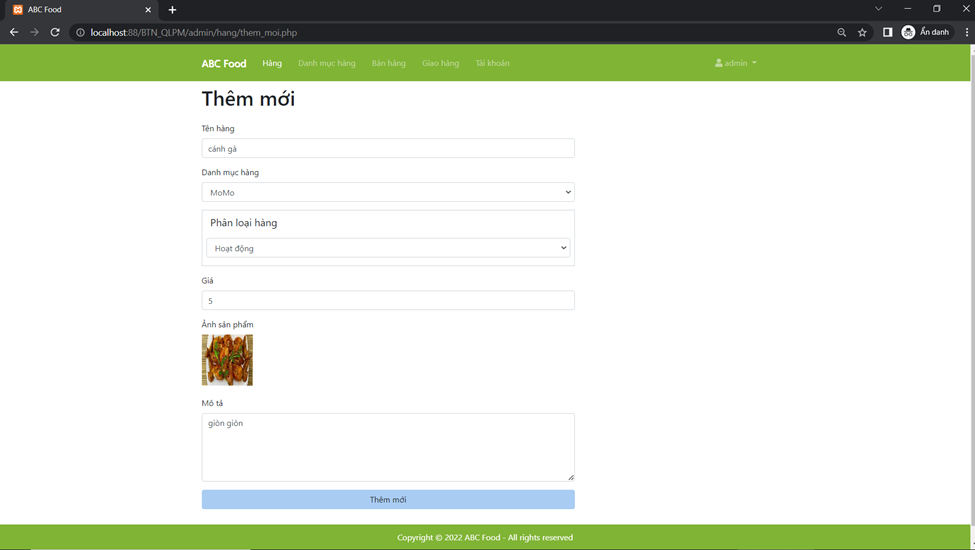 ABC Food
localhost:88/BTN_QLPM/admin/hang/them_moi.php
Ẩn danh
ABC Food Hàng Danh mục hàng Bán hàng Giao hàng Tài khoản admin
Thêm mới
Tên hàng
cánh gà
Danh mục hàng
MoMo
Phân loại hàng
Hoạt động
Giá
5
Ảnh sản phẩm
Mô tả
giòn giòn
Thêm mới
Copyright © 2022 ABC Food - All rights reserved